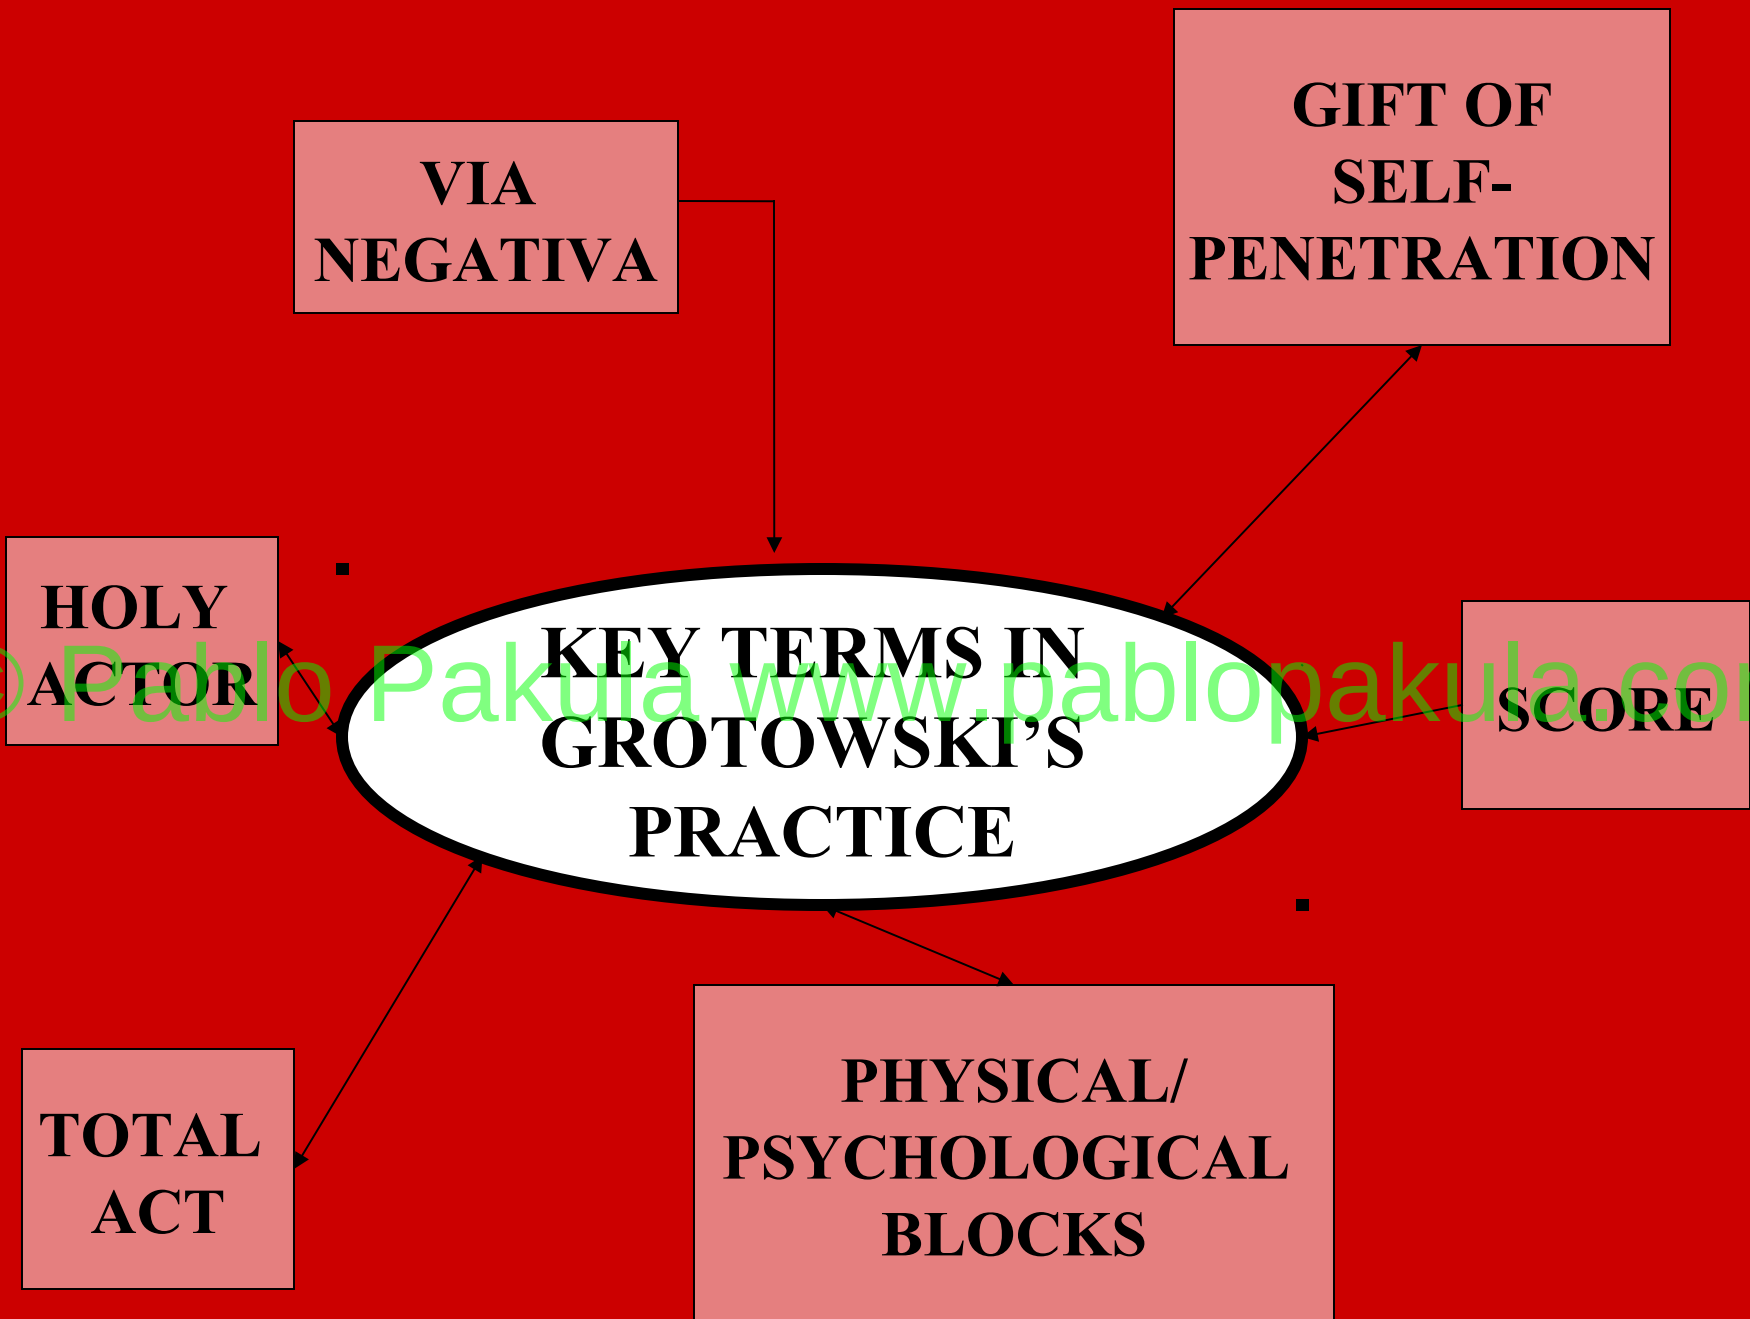 GIFT OF
SELF-
PENETRATION
VIA
NEGATIVA
HOLY
ACTOR
KEY TERMS IN
GROTOWSKI’S
PRACTICE
SCORE
© Pablo Pakula www.pablopakula.com
TOTAL
ACT
PHYSICAL/
PSYCHOLOGICAL
BLOCKS